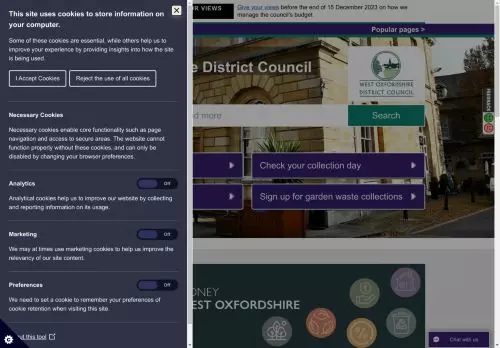 This site uses cookies to store information on
your computer.
Some of these cookies are essential, while others help us to
improve your experience by providing insights into how the site
is being used.
I Accept Cookies
Reject the use of all cookies
Necessary Cookies
Necessary cookies enable core functionality such as page
navigation and access to secure areas. The website cannot
function properly without these cookies, and can only be
disabled by changing your browser preferences.
Analytics
Off
Analytical cookies help us to improve our website by collecting
and reporting information on its usage.
Marketing
Off
We may at times use marketing cookies to help us improve the
relevancy of our site content.
Preferences
Off
We need to set a cookie to remember your preferences of
cookie retention when visiting this site.
this tool
VIEWS
Give your views before the end of 15 December 2023 on how we
manage the council's budget
Popular pages >
District Council
WEST OXFORDSHIRE
DISTRICT COUNCIL
more
Search
Check your collection day
Sign up for garden waste collections
OXFORDSHIRE
Chat with us